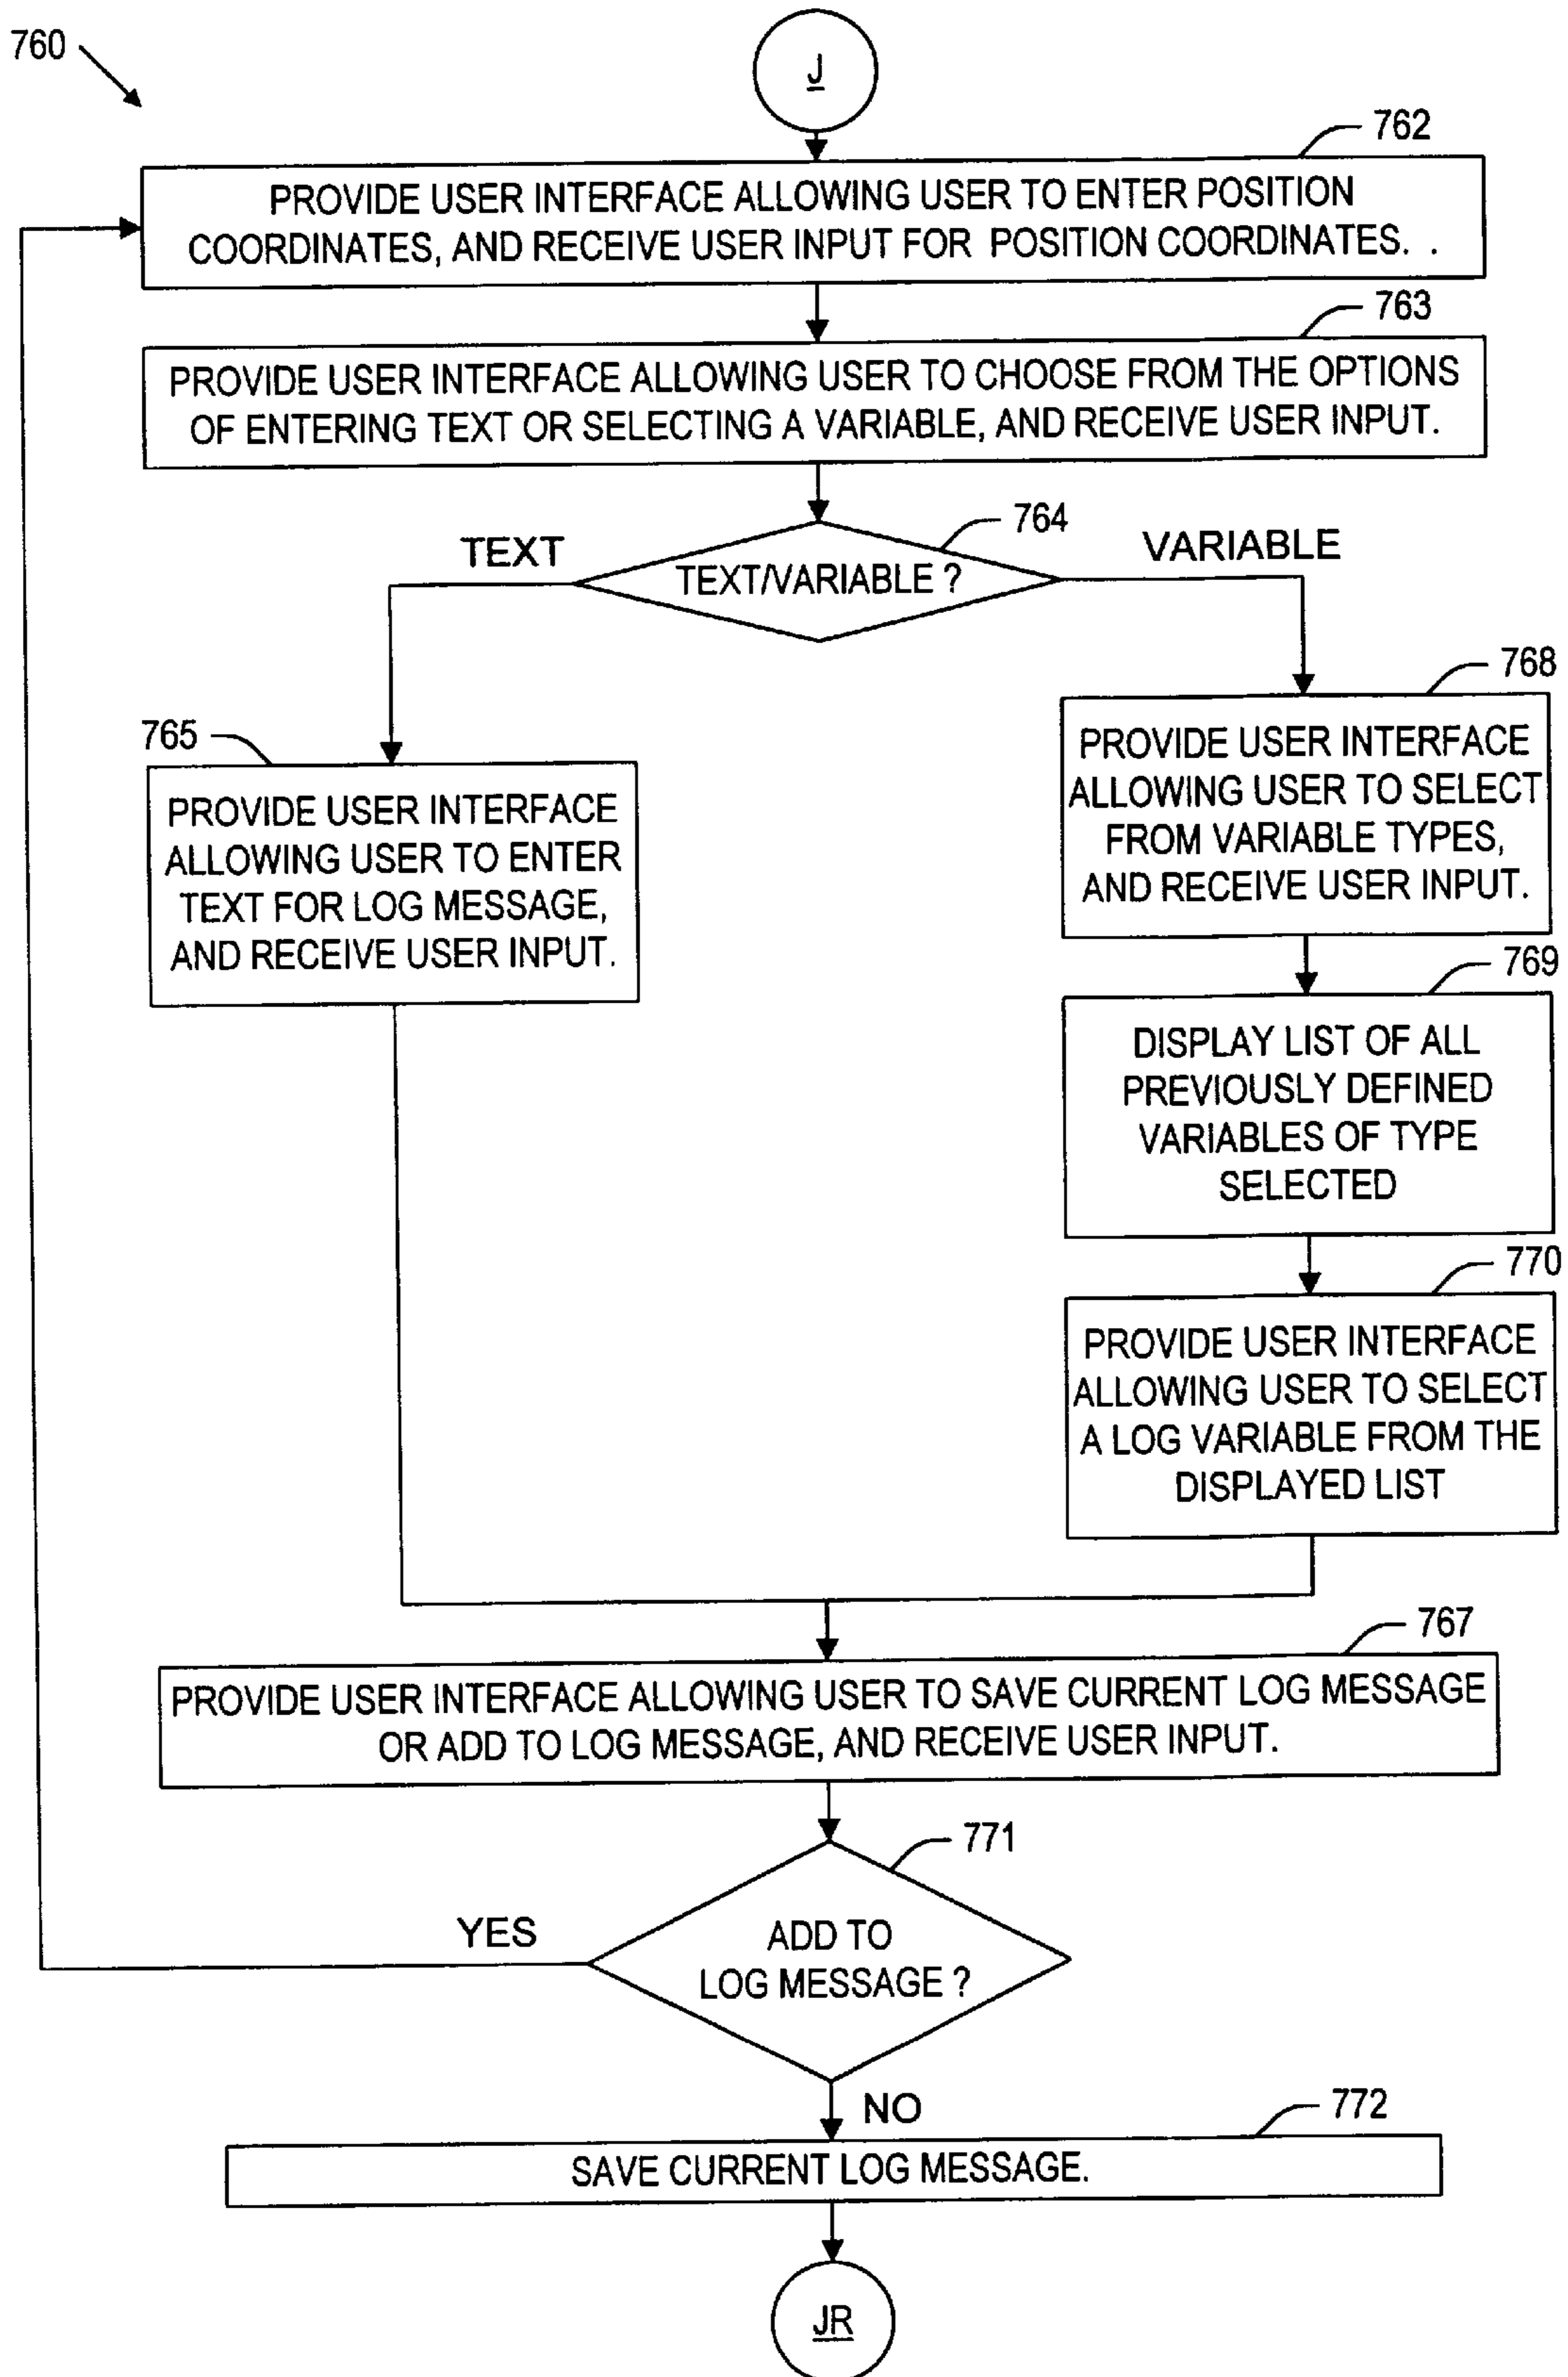 760
J
762
PROVIDE USER INTERFACE ALLOWING USER TO ENTER POSITION
COORDINATES, AND RECEIVE USER INPUT FOR POSITION COORDINATES. .
763
PROVIDE USER INTERFACE ALLOWING USER TO CHOOSE FROM THE OPTIONS
OF ENTERING TEXT OR SELECTING A VARIABLE, AND RECEIVE USER INPUT.
764
TEXT
TEXT/VARIABLE ?
VARIABLE
765
PROVIDE USER INTERFACE
ALLOWING USER TO ENTER
TEXT FOR LOG MESSAGE,
AND RECEIVE USER INPUT.
768
PROVIDE USER INTERFACE
ALLOWING USER TO SELECT
FROM VARIABLE TYPES,
AND RECEIVE USER INPUT.
769
DISPLAY LIST OF ALL
PREVIOUSLY DEFINED
VARIABLES OF TYPE
SELECTED
770
PROVIDE USER INTERFACE
ALLOWING USER TO SELECT
A LOG VARIABLE FROM THE
DISPLAYED LIST
767
PROVIDE USER INTERFACE ALLOWING USER TO SAVE CURRENT LOG MESSAGE
OR ADD TO LOG MESSAGE, AND RECEIVE USER INPUT.
771
YES
ADD TO
LOG MESSAGE ?
NO
772
SAVE CURRENT LOG MESSAGE.
JR